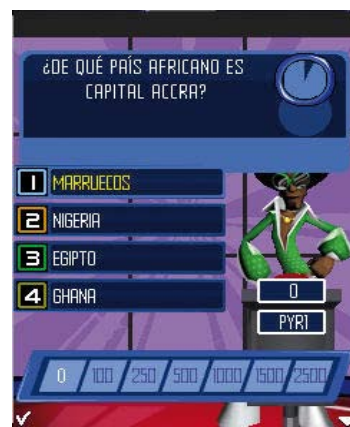 ¿DE QUÉ PAÍS AFRICANO ES
CAPITAL ACCRA?
1 MARRUECOS
2 NIGERIA
3 EGIPTO
4 GHANA
0
PYR1
0 100 250 500 1000 1500 2500